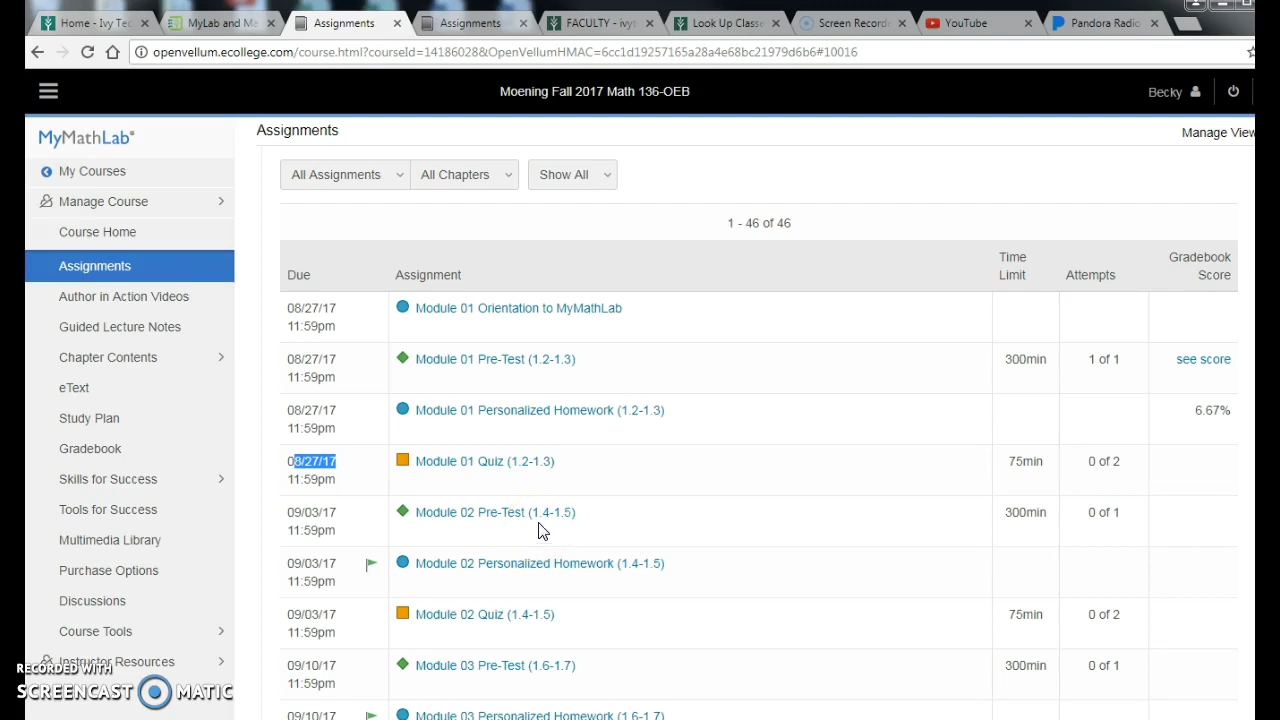 Home - Ivy Tec
MyLab and Ma
Assignments
Assignments
FACULTY - ivyt
Look Up Classe
Screen Recorde
YouTube
Pandora Radio
openvellum.ecollege.com/course.html?courseId=14186028&OpenVellumHMAC=6cc1d19257165a28a4e68bc21979d6b6#10016
Moening Fall 2017 Math 136-OEB
Becky
MyMathLab®
My Courses
Manage Course
Course Home
Assignments
Author in Action Videos
Guided Lecture Notes
Chapter Contents
eText
Study Plan
Gradebook
Skills for Success
Tools for Success
Multimedia Library
Purchase Options
Discussions
Course Tools
Instructor Resources
RECORDED WITH
SCREENCAST MATIC
Assignments
Manage View
All Assignments All Chapters Show All
1 - 46 of 46
Due Assignment Time Limit Attempts Gradebook Score
08/27/17 11:59pm Module 01 Orientation to MyMathLab
08/27/17 11:59pm Module 01 Pre-Test (1.2-1.3) 300min 1 of 1 see score
08/27/17 11:59pm Module 01 Personalized Homework (1.2-1.3) 6.67%
08/27/17 11:59pm Module 01 Quiz (1.2-1.3) 75min 0 of 2
09/03/17 11:59pm Module 02 Pre-Test (1.4-1.5) 300min 0 of 1
09/03/17 11:59pm Module 02 Personalized Homework (1.4-1.5)
09/03/17 11:59pm Module 02 Quiz (1.4-1.5) 75min 0 of 2
09/10/17 11:59pm Module 03 Pre-Test (1.6-1.7) 300min 0 of 1
09/10/17 Module 03 Personalized Homework (1.6-1.7)